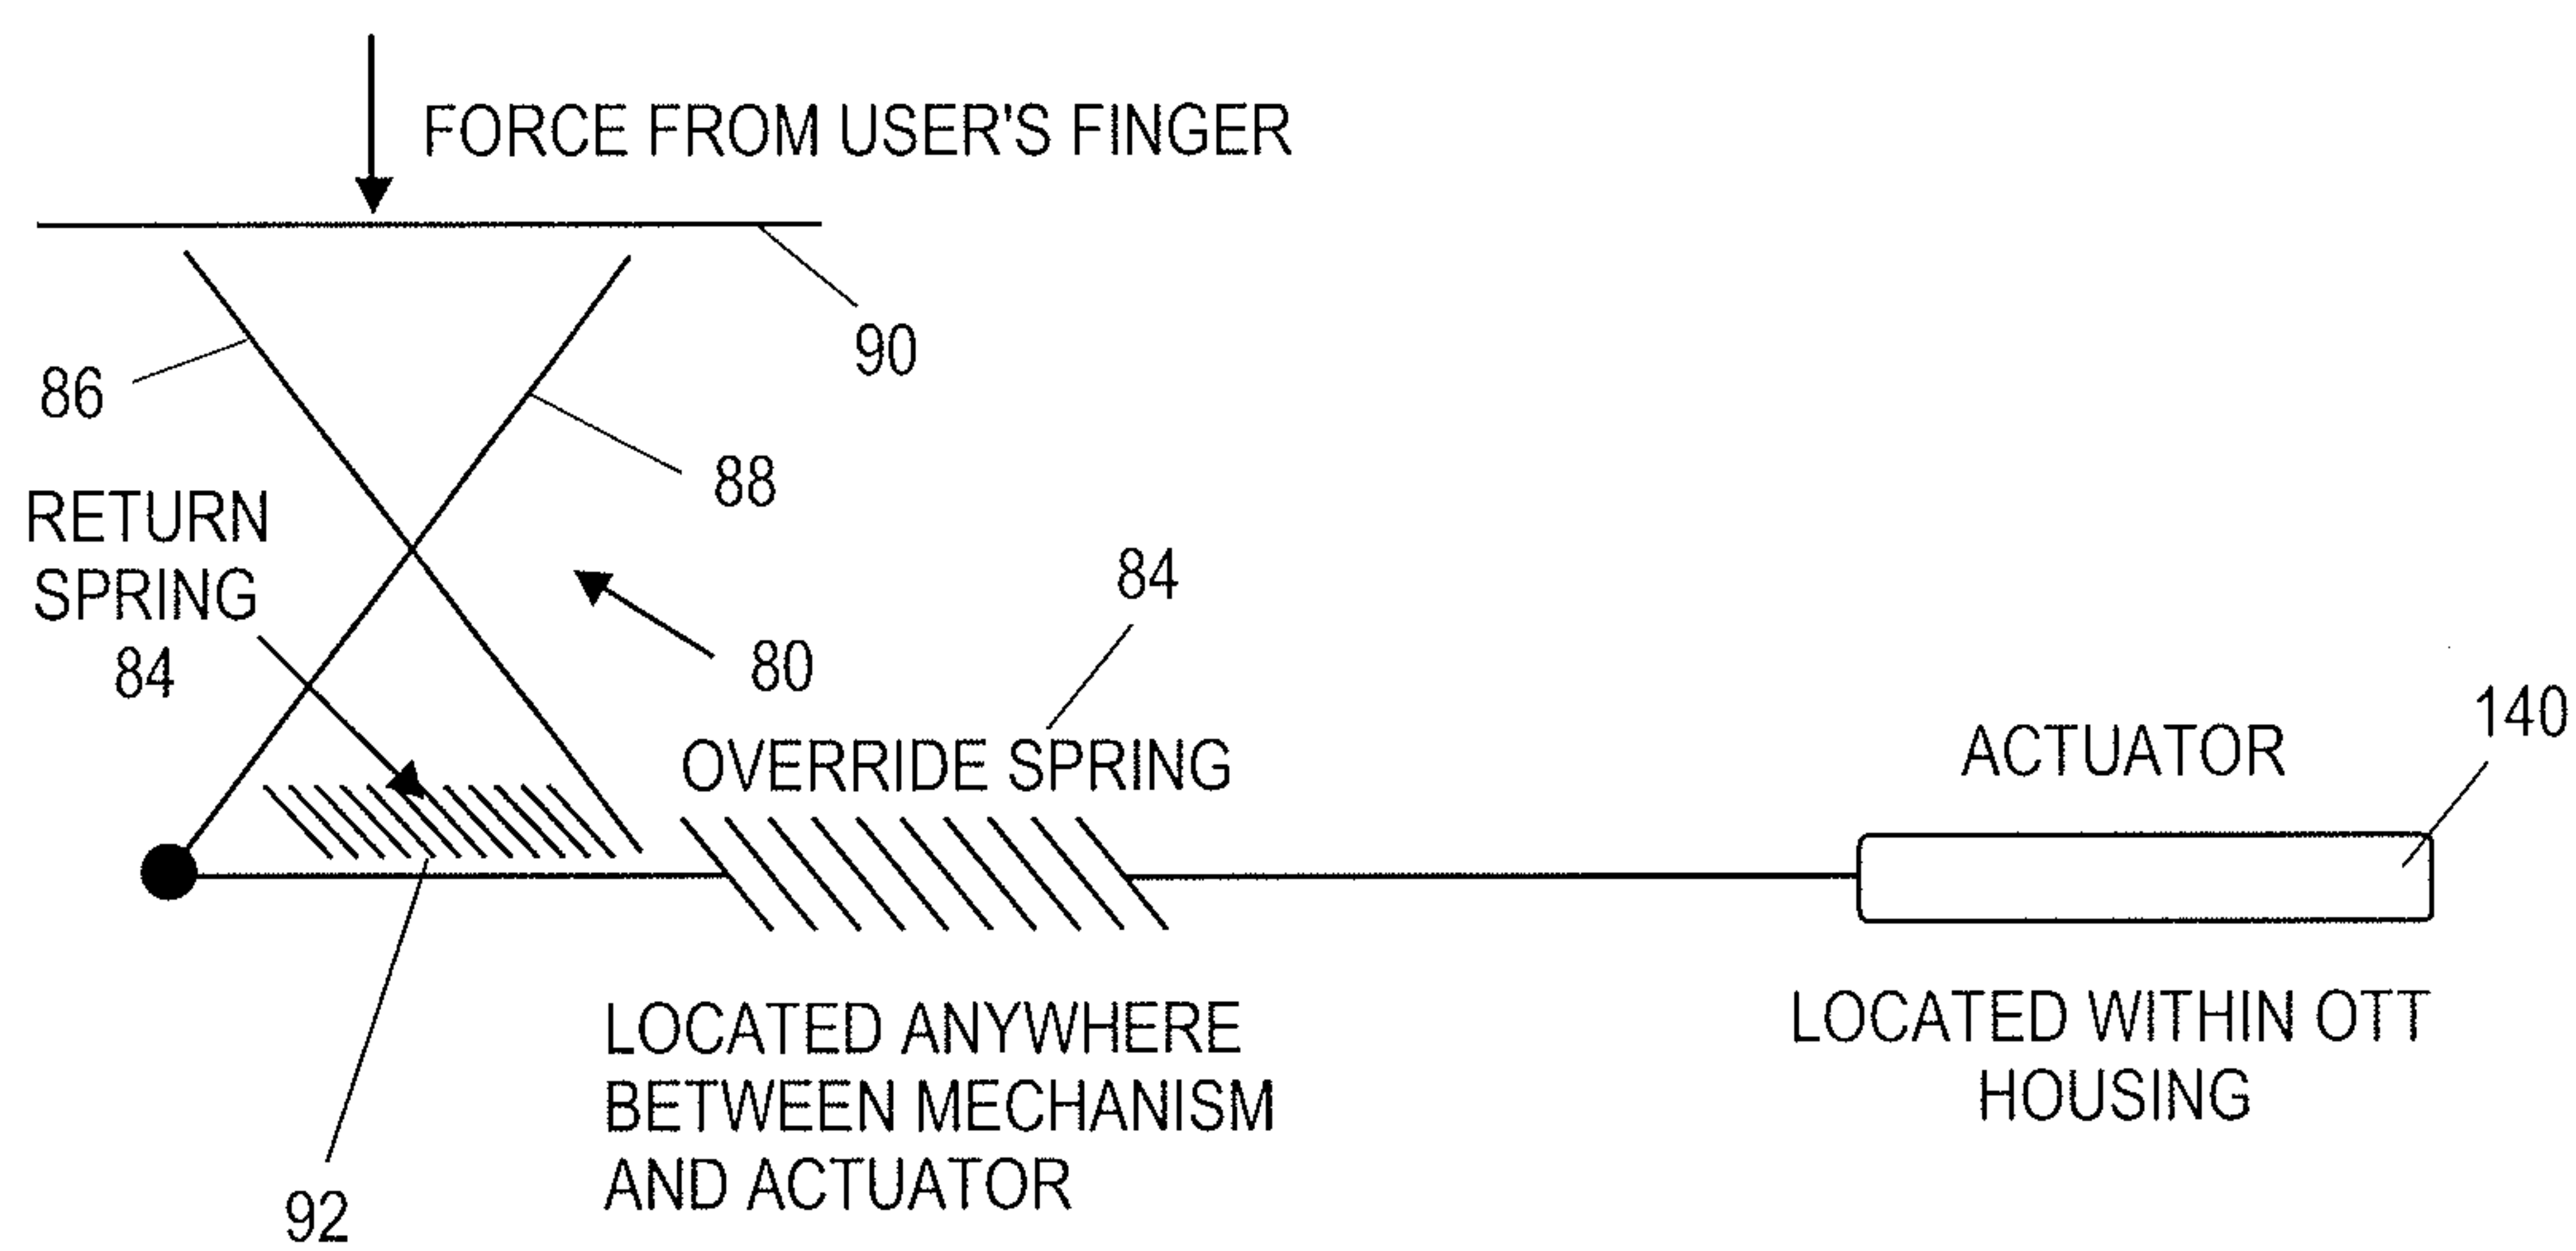 FORCE FROM USER'S FINGER
90
86
88
RETURN
SPRING
84
84
80
OVERRIDE SPRING
ACTUATOR
140
LOCATED ANYWHERE
BETWEEN MECHANISM
AND ACTUATOR
LOCATED WITHIN OTT
HOUSING
92